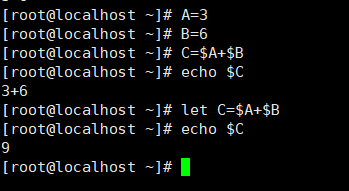 [root@localhost ~]# A=3
[root@localhost ~]# B=6
[root@localhost ~]# C=$A+$B
[root@localhost ~]# echo $C
3+6
[root@localhost ~]# let C=$A+$B
[root@localhost ~]# echo $C
9
[root@localhost ~]#